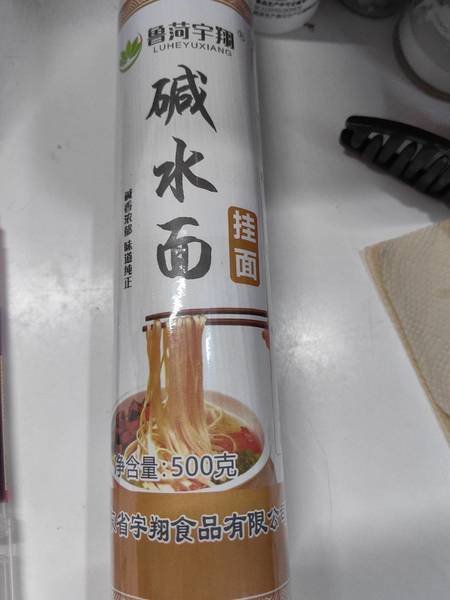 鲁菏宇翔®
LUHEYUXIANG
碱水面
挂面
碱香浓郁 味道纯正
净含量:500克
省宇翔食品有限公